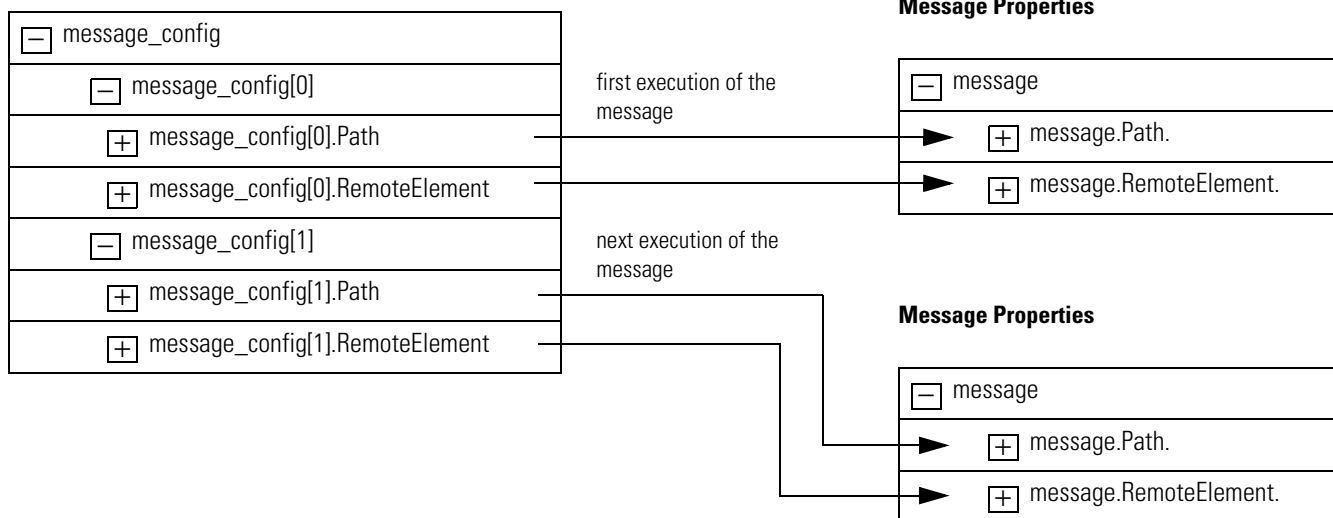 message_config
message_config[0]
message_config[0].Path
message_config[0].RemoteElement
message_config[1]
message_config[1].Path
message_config[1].RemoteElement
first execution of the
message
next execution of the
message
Message Properties
message
message.Path.
message.RemoteElement.
Message Properties
message
message.Path.
message.RemoteElement.